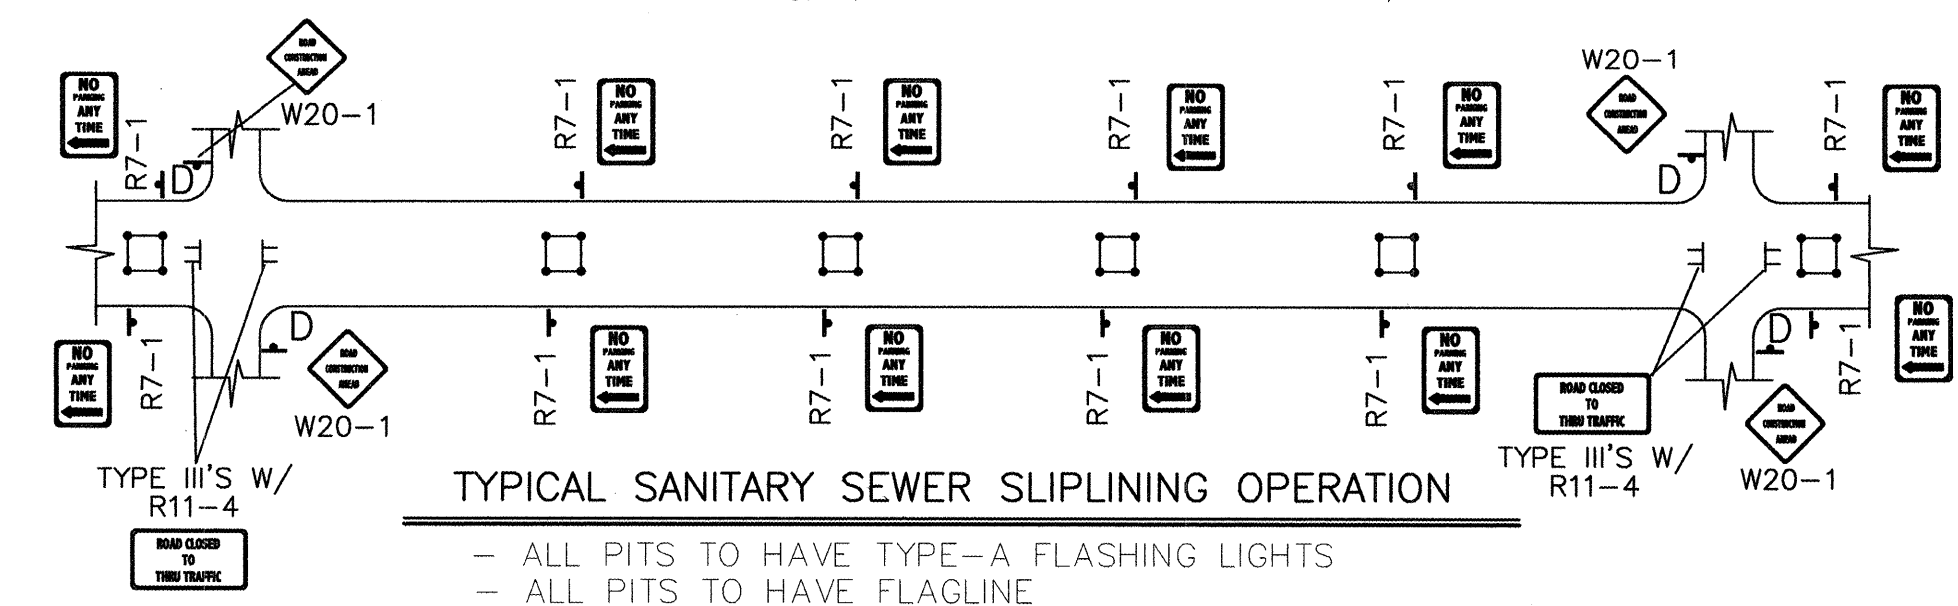 ROAD
CONSTRUCTION
AHEAD
W20-1
NO
PARKING
ANY
TIME
R7-1
D
R7-1
NO
PARKING
ANY
TIME
R7-1
NO
PARKING
ANY
TIME
R7-1
NO
PARKING
ANY
TIME
R7-1
NO
PARKING
ANY
TIME
W20-1
ROAD
CONSTRUCTION
AHEAD
D
R7-1
NO
PARKING
ANY
TIME
NO
PARKING
ANY
TIME
R7-1
D
ROAD
CONSTRUCTION
AHEAD
W20-1
R7-1
NO
PARKING
ANY
TIME
R7-1
NO
PARKING
ANY
TIME
R7-1
NO
PARKING
ANY
TIME
R7-1
NO
PARKING
ANY
TIME
D
R7-1
NO
PARKING
ANY
TIME
ROAD CLOSED
TO
THRU TRAFFIC
TYPE III'S W/
R11-4
ROAD
CONSTRUCTION
AHEAD
W20-1
TYPE III'S W/
R11-4
ROAD CLOSED
TO
THRU TRAFFIC
TYPICAL SANITARY SEWER SLIPLINING OPERATION
- ALL PITS TO HAVE TYPE-A FLASHING LIGHTS
- ALL PITS TO HAVE FLAGLINE